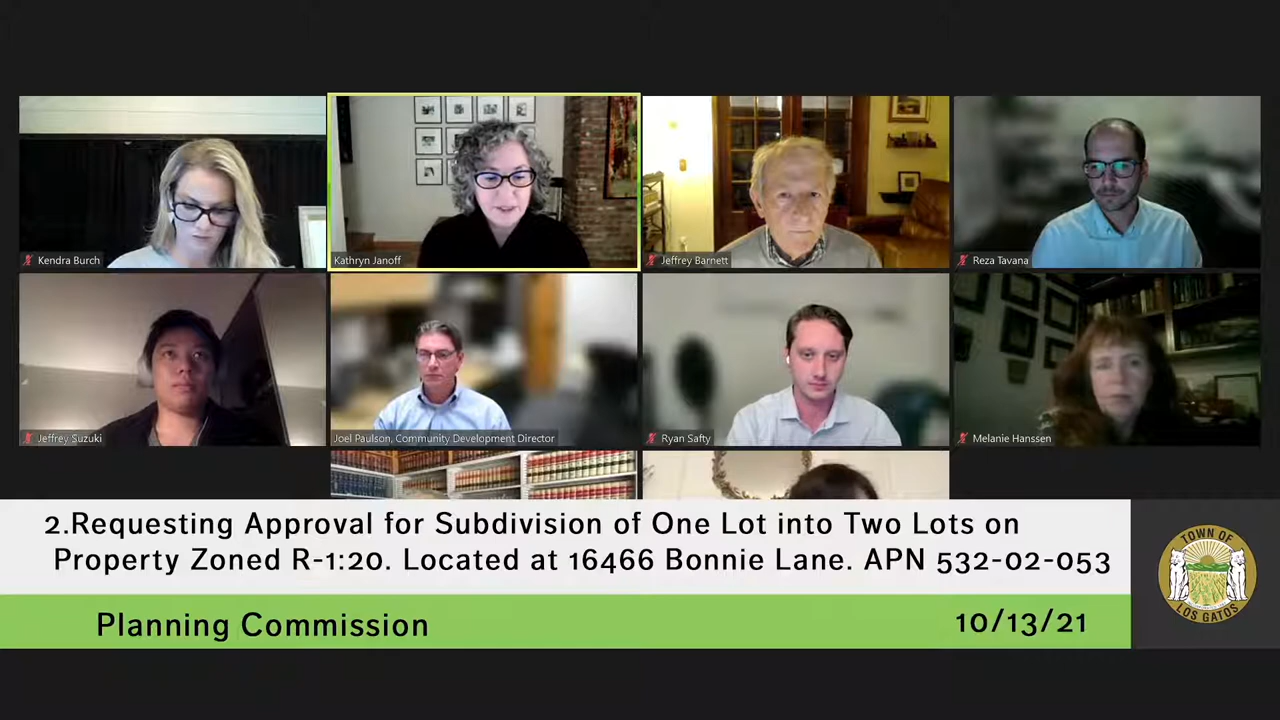 Kendra Burch
Kathryn Janoff
Jeffrey Barnett
Reza Tavana
Jeffrey Suzuki
Joel Paulson, Community Development Director
Ryan Safty
Melanie Hanssen
2.Requesting Approval for Subdivision of One Lot into Two Lots on
Property Zoned R-1:20. Located at 16466 Bonnie Lane. APN 532-02-053
Planning Commission
10/13/21
TOWN OF
LOS GATOS